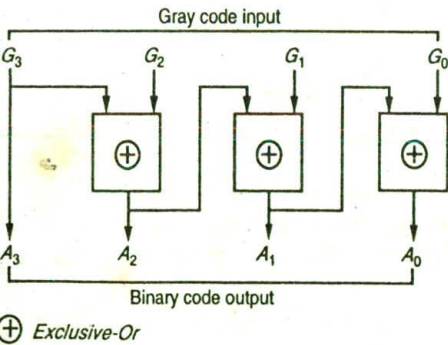 Gray code input
G3 G2 G1 G0
A3 A2 A1 A0
Binary code output
Exclusive-Or